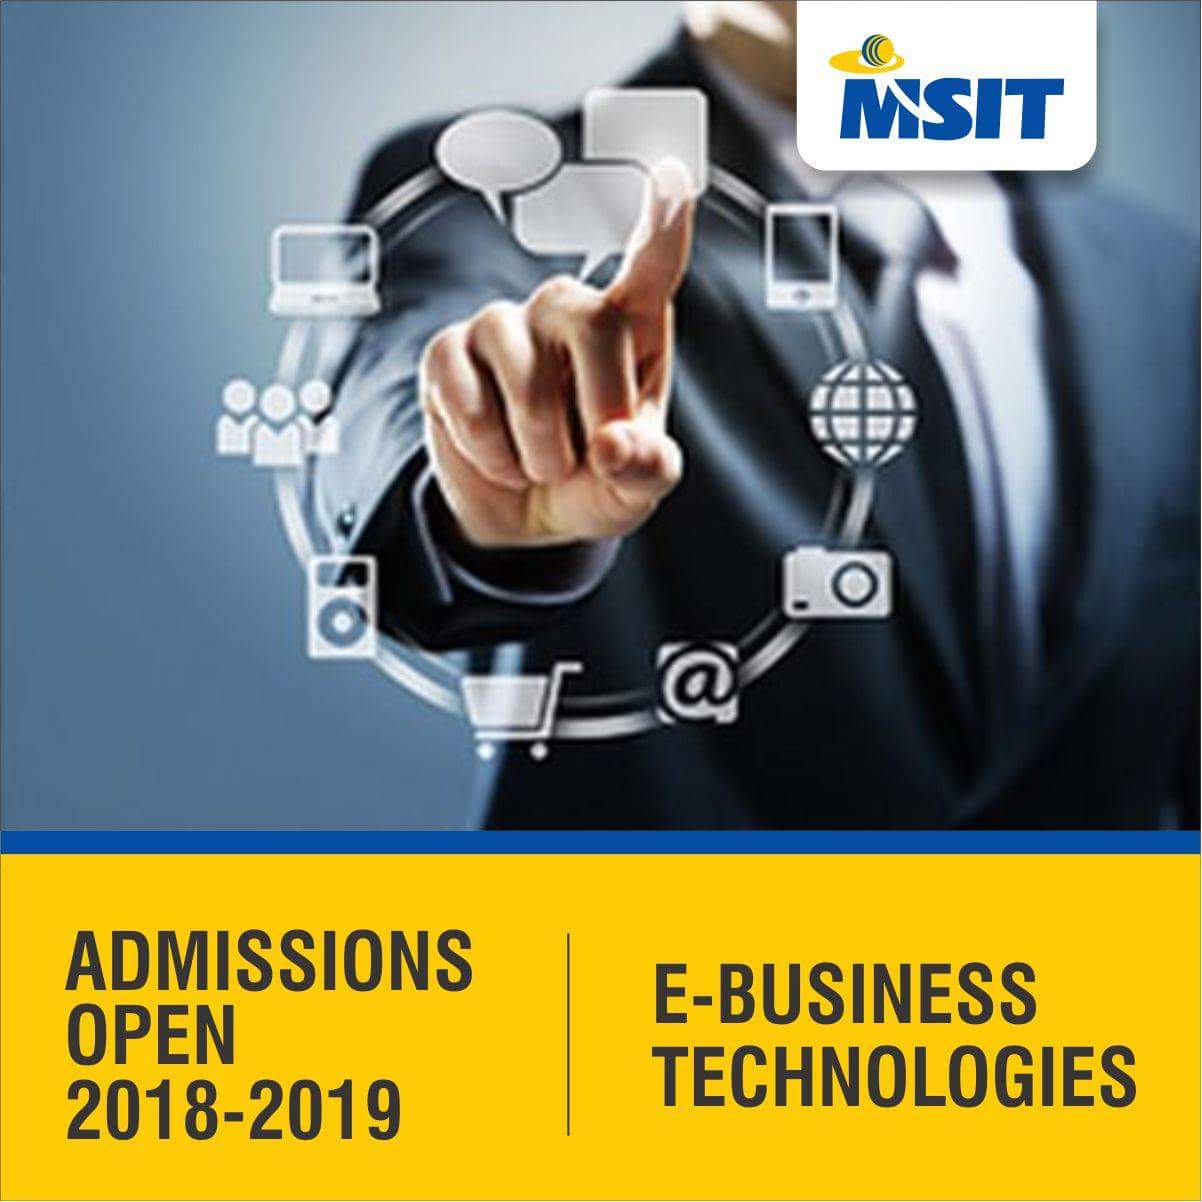 MSIT
@
ADMISSIONS
OPEN
2018-2019
E-BUSINESS
TECHNOLOGIES